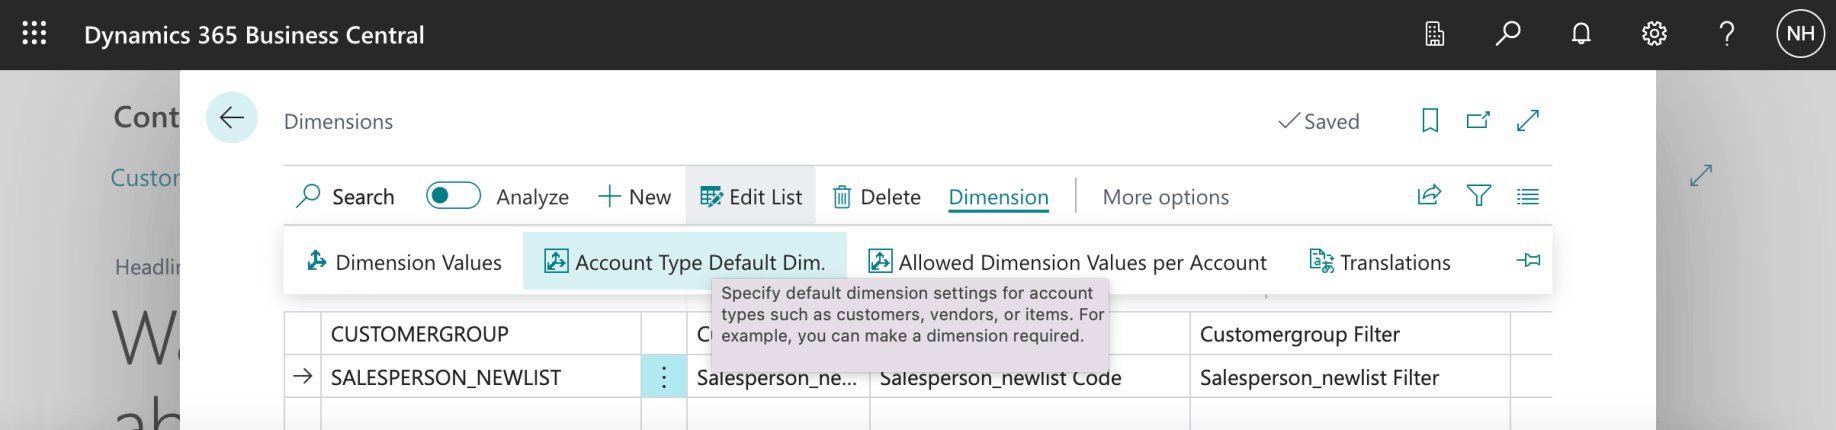 Dynamics 365 Business Central
NH
Cont
Dimensions
Saved
Custor
Search Analyze New Edit List Delete Dimension More options
Dimension Values Account Type Default Dim. Allowed Dimension Values per Account Translations
Headlin
Specify default dimension settings for account
types such as customers, vendors, or items. For
example, you can make a dimension required.
CUSTOMERGROUP Customergroup Filter
SALESPERSON_NEWLIST Salesperson_ne... Salesperson_newlist Code Salesperson_newlist Filter